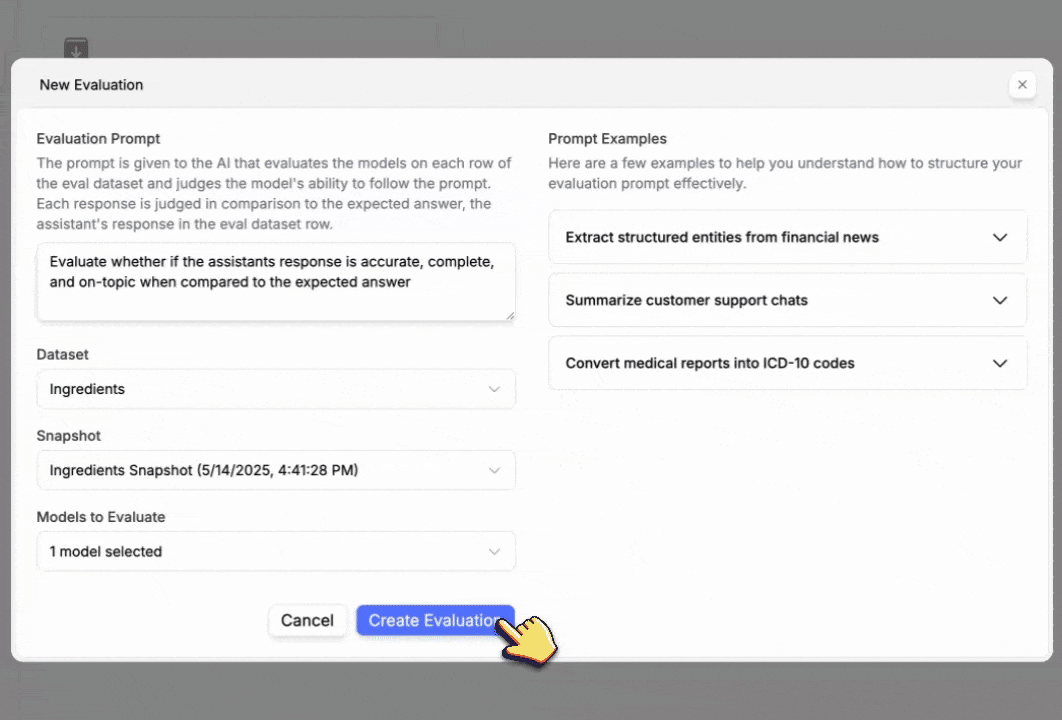 New Evaluation
Evaluation Prompt
The prompt is given to the AI that evaluates the models on each row of
the eval dataset and judges the model's ability to follow the prompt.
Each response is judged in comparison to the expected answer, the
assistant's response in the eval dataset row.
Evaluate whether if the assistants response is accurate, complete,
and on-topic when compared to the expected answer
Dataset
Ingredients
Snapshot
Ingredients Snapshot (5/14/2025, 4:41:28 PM)
Models to Evaluate
1 model selected
Cancel
Create Evaluation
Prompt Examples
Here are a few examples to help you understand how to structure your
evaluation prompt effectively.
Extract structured entities from financial news
Summarize customer support chats
Convert medical reports into ICD-10 codes